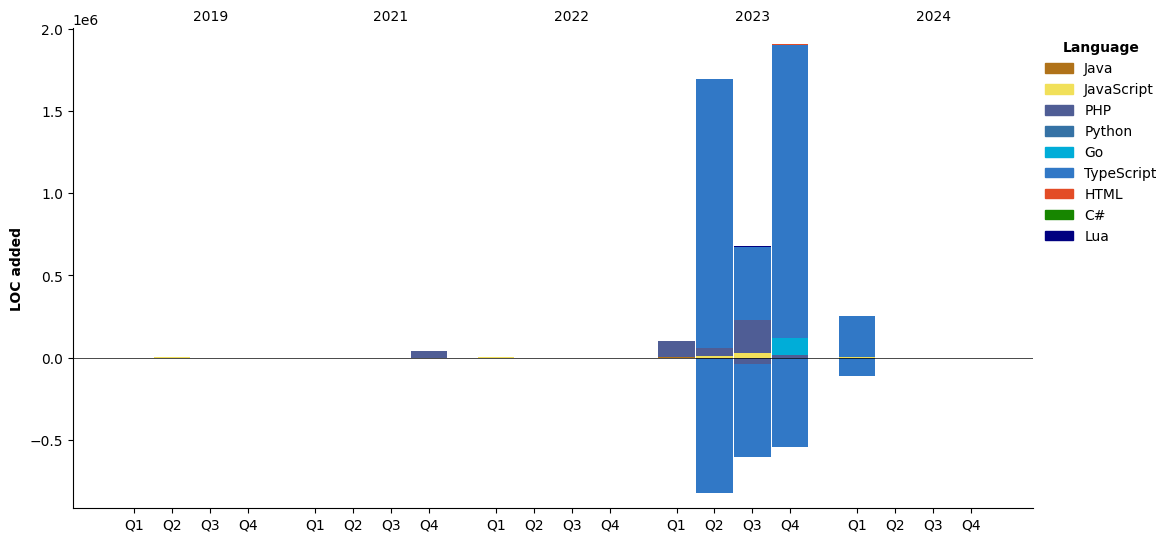 1e6
2019 2021 2022 2023 2024
2.0
1.5
1.0
0.5
0.0
−0.5
LOC added
Q1 Q2 Q3 Q4 Q1 Q2 Q3 Q4 Q1 Q2 Q3 Q4 Q1 Q2 Q3 Q4 Q1 Q2 Q3 Q4
Language
Java
JavaScript
PHP
Python
Go
TypeScript
HTML
C#
Lua